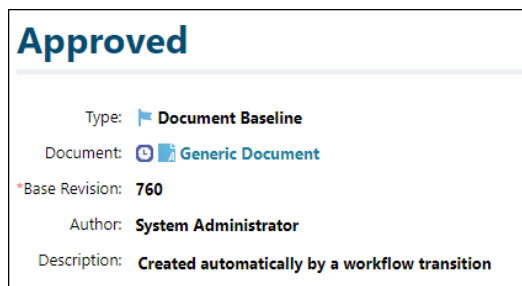 Approved
Type: Document Baseline
Document: Generic Document
*Base Revision: 760
Author: System Administrator
Description: Created automatically by a workflow transition